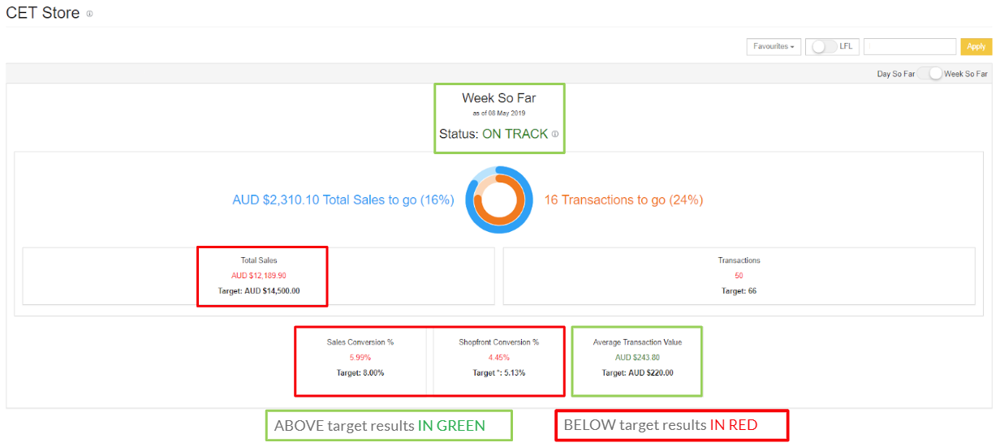 CET Store
Favourites
LFL
Apply
Day So Far
Week So Far
Week So Far
as of 08 May 2019
Status: ON TRACK
AUD $2,310.10 Total Sales to go (16%)
16 Transactions to go (24%)
Total Sales
AUD $12,189.90
Target: AUD $14,500.00
Transactions
50
Target: 66
Sales Conversion %
5.99%
Target: 8.00%
Shopfront Conversion %
4.45%
Target *: 5.13%
Average Transaction Value
AUD $243.80
Target: AUD $220.00
ABOVE target results IN GREEN
BELOW target results IN RED